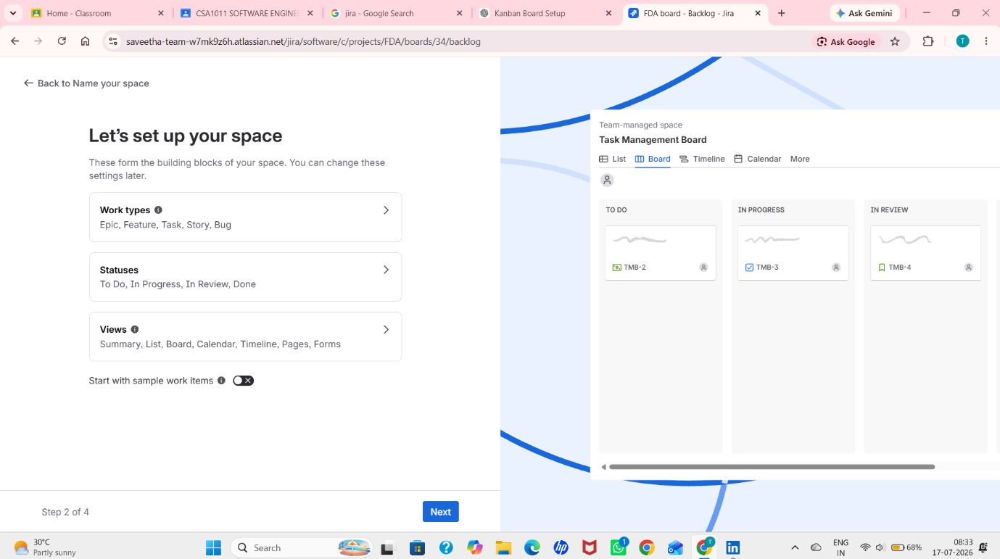 Home - Classroom
CSA1011 SOFTWARE ENGINE
jira - Google Search
Kanban Board Setup
FDA board - Backlog - Jira
Ask Gemini
saveetha-team-w7mk9z6h.atlassian.net/jira/software/c/projects/FDA/boards/34/backlog
Ask Google
T
Back to Name your space
Let’s set up your space
These form the building blocks of your space. You can change these
settings later.
Work types
Epic, Feature, Task, Story, Bug
Statuses
To Do, In Progress, In Review, Done
Views
Summary, List, Board, Calendar, Timeline, Pages, Forms
Start with sample work items
Step 2 of 4
Next
Team-managed space
Task Management Board
List
Board
Timeline
Calendar
More
TO DO
IN PROGRESS
IN REVIEW
TMB-2
TMB-3
TMB-4
30°C
Partly sunny
Search
hp
1
T
in
ENG
IN
68%
08:33
17-07-2026